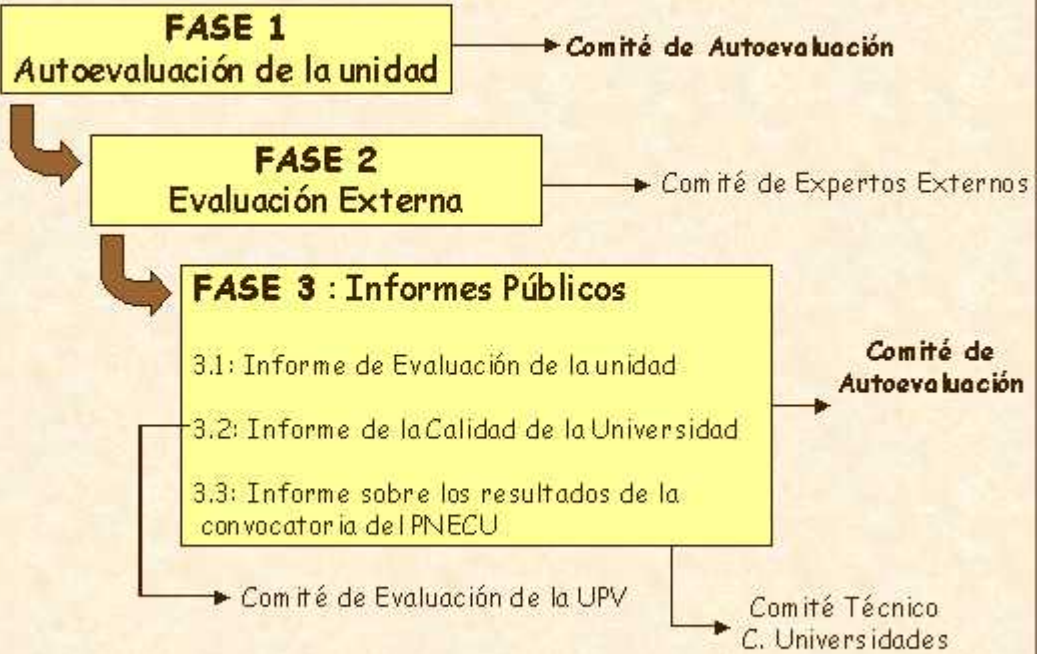 FASE 1
Autoevaluación de la unidad
Comité de Autoevaluación
FASE 2
Evaluación Externa
Comité de Expertos Externos
FASE 3 : Informes Públicos
3.1: Informe de Evaluación de la unidad
3.2: Informe de la Calidad de la Universidad
3.3: Informe sobre los resultados de la
convocatoria del PNECU
Comité de
Autoevaluación
Comité de Evaluación de la UPV
Comité Técnico
C. Universidades